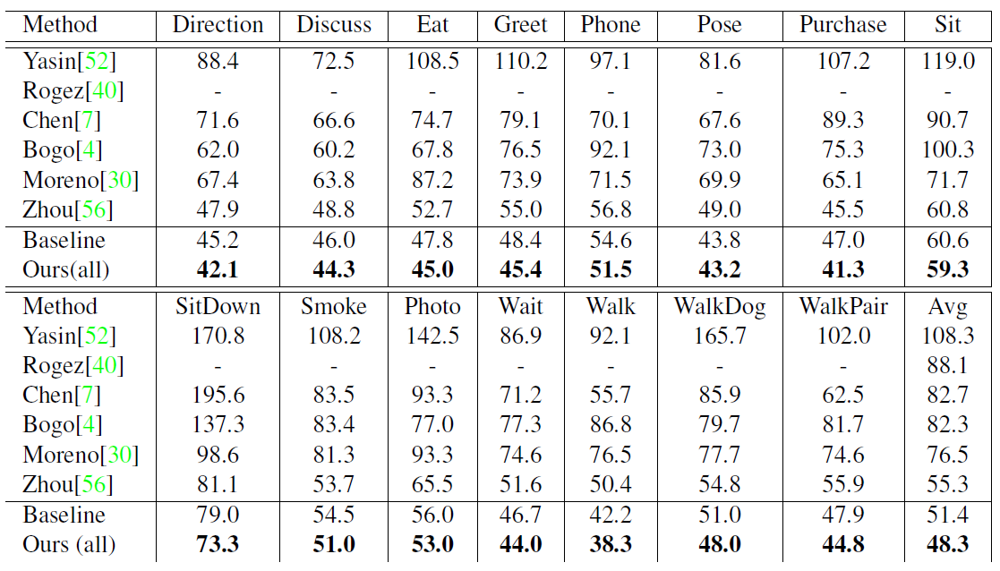 Method Direction Discuss Eat Greet Phone Pose Purchase Sit
Yasin[52] 88.4 72.5 108.5 110.2 97.1 81.6 107.2 119.0
Rogez[40] - - - - - - - -
Chen[7] 71.6 66.6 74.7 79.1 70.1 67.6 89.3 90.7
Bogo[4] 62.0 60.2 67.8 76.5 92.1 73.0 75.3 100.3
Moreno[30] 67.4 63.8 87.2 73.9 71.5 69.9 65.1 71.7
Zhou[56] 47.9 48.8 52.7 55.0 56.8 49.0 45.5 60.8
Baseline 45.2 46.0 47.8 48.4 54.6 43.8 47.0 60.6
Ours(all) 42.1 44.3 45.0 45.4 51.5 43.2 41.3 59.3
Method SitDown Smoke Photo Wait Walk WalkDog WalkPair Avg
Yasin[52] 170.8 108.2 142.5 86.9 92.1 165.7 102.0 108.3
Rogez[40] - - - - - - - 88.1
Chen[7] 195.6 83.5 93.3 71.2 55.7 85.9 62.5 82.7
Bogo[4] 137.3 83.4 77.0 77.3 86.8 79.7 81.7 82.3
Moreno[30] 98.6 81.3 93.3 74.6 76.5 77.7 74.6 76.5
Zhou[56] 81.1 53.7 65.5 51.6 50.4 54.8 55.9 55.3
Baseline 79.0 54.5 56.0 46.7 42.2 51.0 47.9 51.4
Ours (all) 73.3 51.0 53.0 44.0 38.3 48.0 44.8 48.3